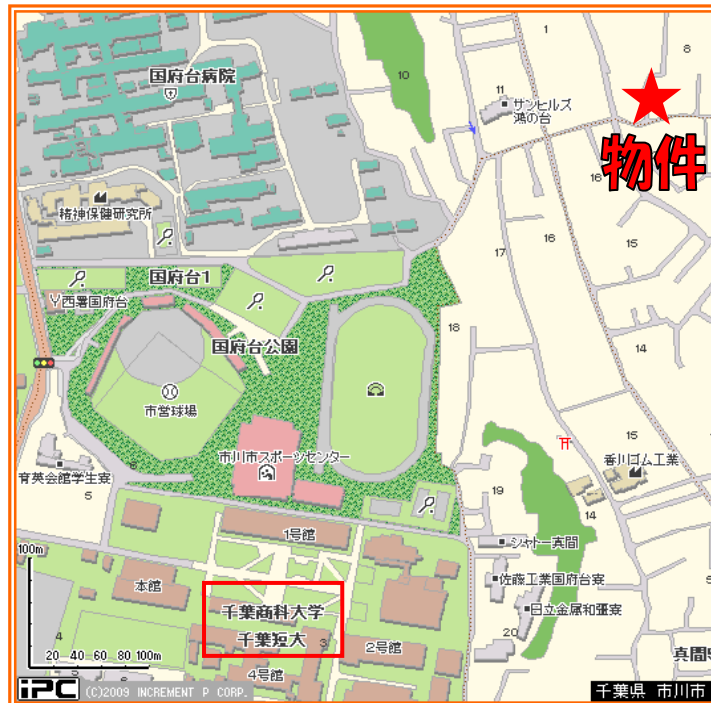 1
8
国府台病院
10
11
サンヒルズ
鴻の台
物件
16
精神保健研究所
17
16
15
国府台1
Y西署国府台
国府台公園
18
14
市営球場
15
市川市スポーツセンター
香川ゴム工業
育英会館学生寮
5
6
19
14
1号館
シャトー真間
100m
本館
佐藤工業国府台寮
千葉商科大学
日立金属和彊寮
千葉短大
3
4
20
2号館
真間5
20 40 60 80 100m
4号館
iPC (C)2009 INCREMENT P CORP.
千葉県 市川市